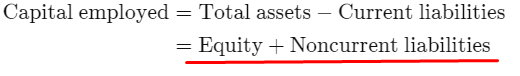 Capital employed = Total assets − Current liabilities
= Equity + Noncurrent liabilities